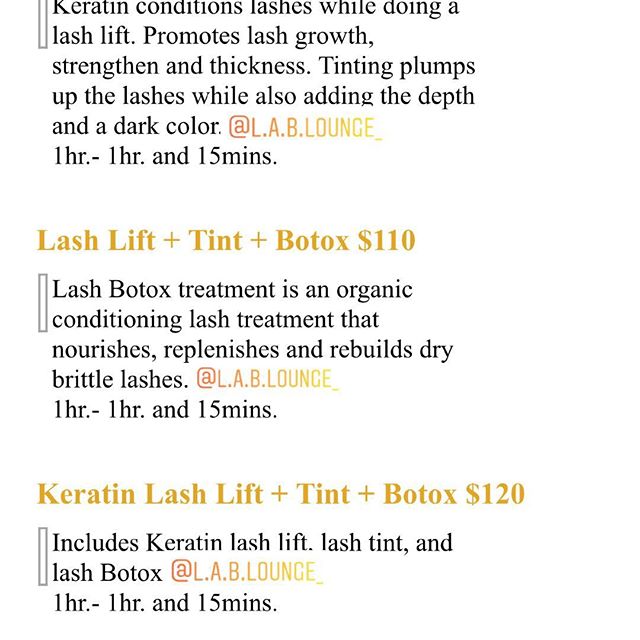 Keratin conditions lashes while doing a
lash lift. Promotes lash growth,
strengthen and thickness. Tinting plumps
up the lashes while also adding the depth
and a dark color. @L.A.B.LOUNGE_
1hr.- 1hr. and 15mins.
Lash Lift + Tint + Botox $110
Lash Botox treatment is an organic
conditioning lash treatment that
nourishes, replenishes and rebuilds dry
brittle lashes. @L.A.B.LOUNGE_
1hr.- 1hr. and 15mins.
Keratin Lash Lift + Tint + Botox $120
Includes Keratin lash lift, lash tint, and
lash Botox @L.A.B.LOUNGE_
1hr.- 1hr. and 15mins.